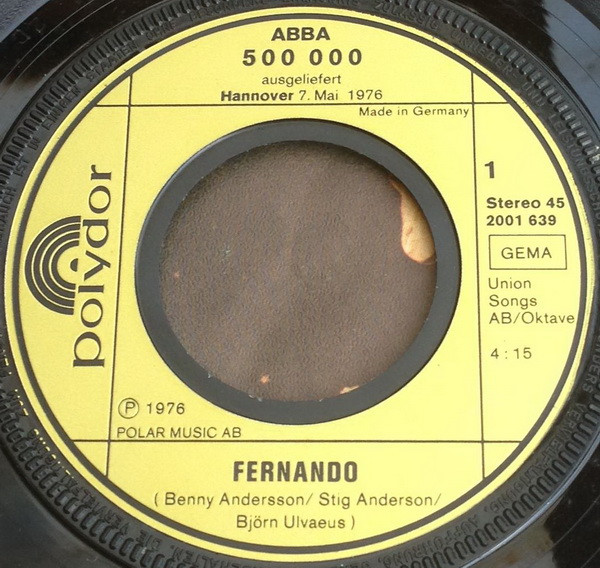 ABBA
500 000
ausgeliefert
Hannover 7. Mai 1976
Made in Germany
polydor
1
Stereo 45
2001 639
GEMA
Union
Songs
AB/Oktave
4:15
Ⓟ 1976
POLAR MUSIC AB
FERNANDO
(Benny Andersson/ Stig Anderson/
Björn Ulvaeus)